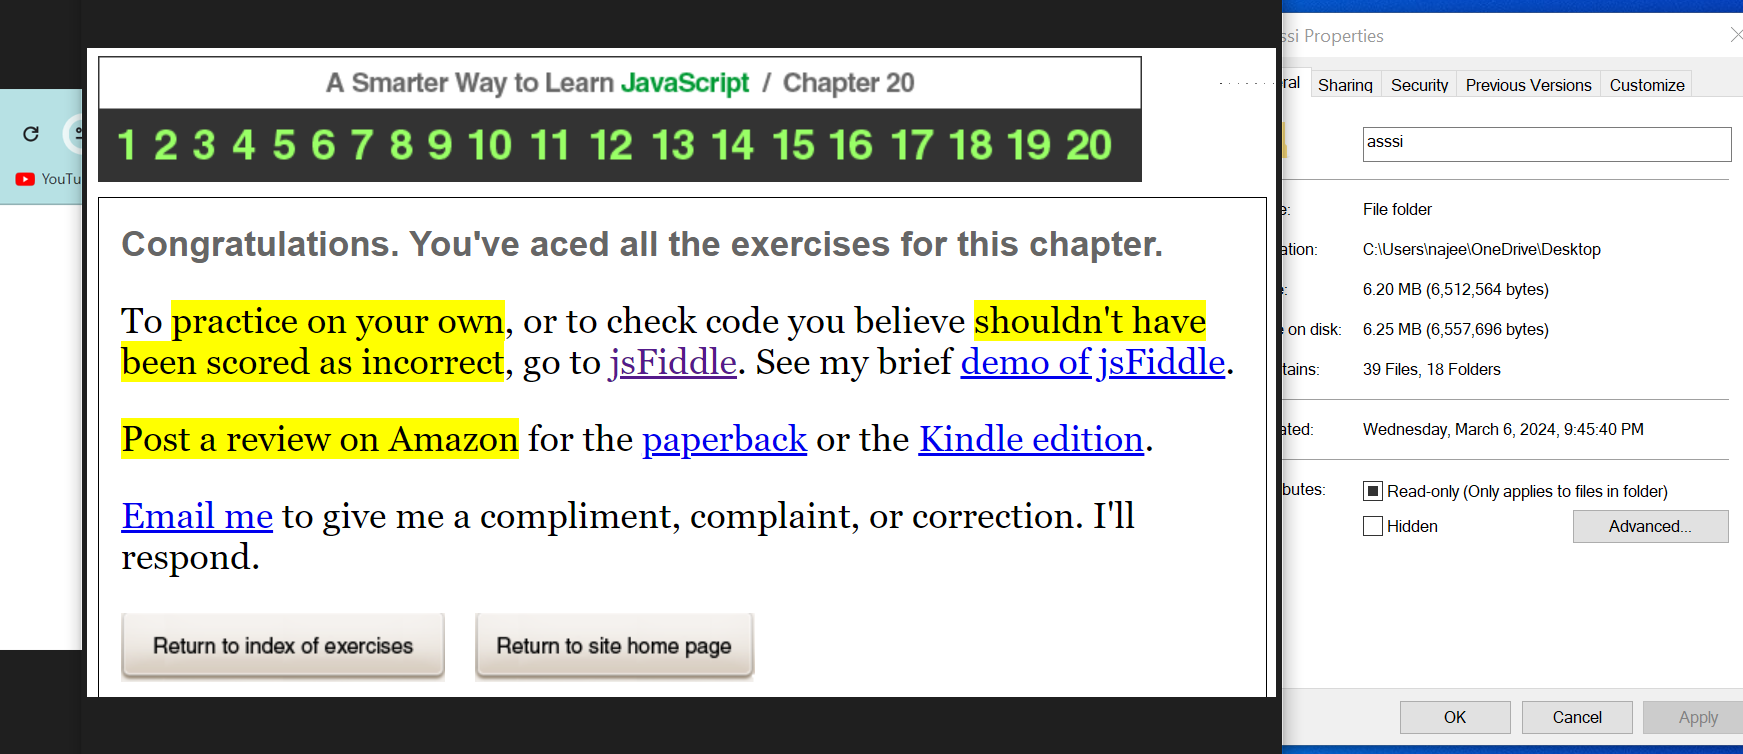 YouTu
A Smarter Way to Learn JavaScript / Chapter 20
1 2 3 4 5 6 7 8 9 10 11 12 13 14 15 16 17 18 19 20
Congratulations. You've aced all the exercises for this chapter.
To practice on your own, or to check code you believe shouldn't have
been scored as incorrect, go to jsFiddle. See my brief demo of jsFiddle.
Post a review on Amazon for the paperback or the Kindle edition.
Email me to give me a compliment, complaint, or correction. I'll
respond.
Return to index of exercises Return to site home page
ssi Properties
ral Sharing Security Previous Versions Customize
asssi
e: File folder
ation: C:\Users\najee\OneDrive\Desktop
e: 6.20 MB (6,512,564 bytes)
e on disk: 6.25 MB (6,557,696 bytes)
tains: 39 Files, 18 Folders
ated: Wednesday, March 6, 2024, 9:45:40 PM
butes: Read-only (Only applies to files in folder)
Hidden Advanced...
OK Cancel Apply